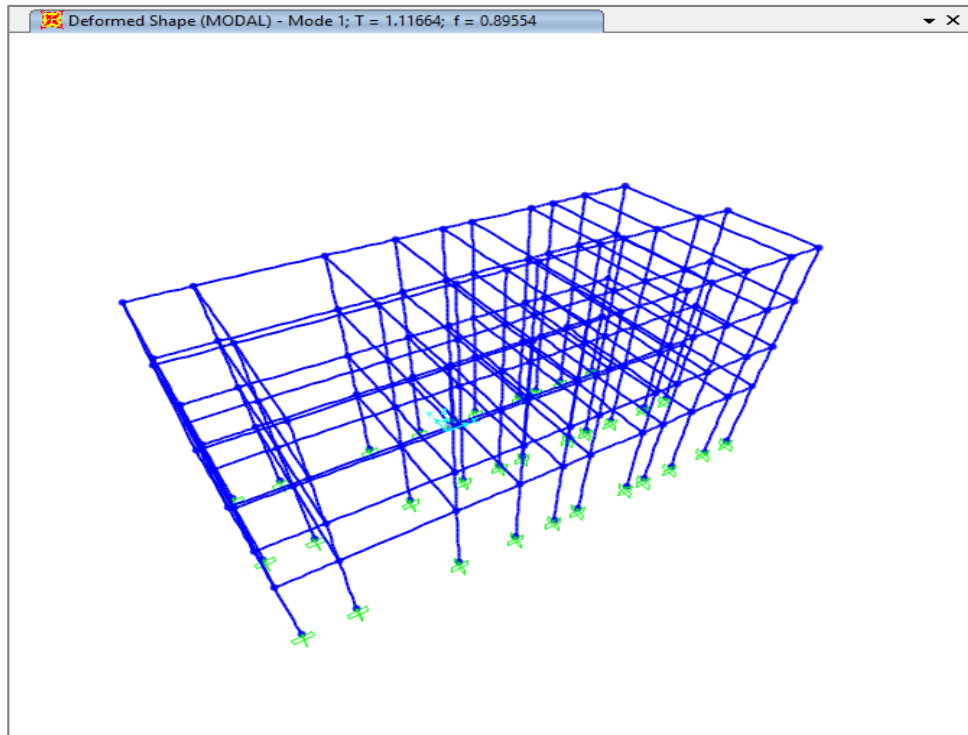 Deformed Shape (MODAL) - Mode 1; T = 1.11664; f = 0.89554